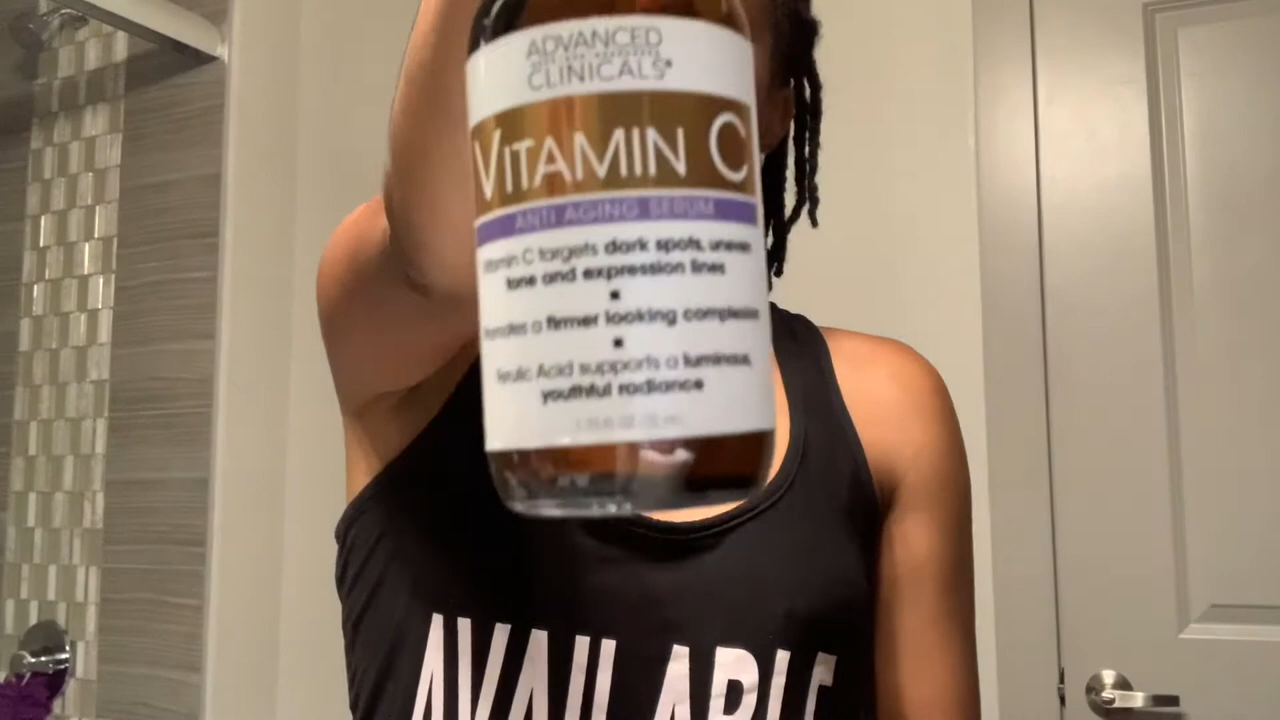 ADVANCED
CLINICALS®
VITAMIN C
ANTI AGING SERUM
Vitamin C targets dark spots, uneven
tone and expression lines
a firmer looking complexion
Ferulic Acid supports a luminous,
youthful radiance
AVAILABLE